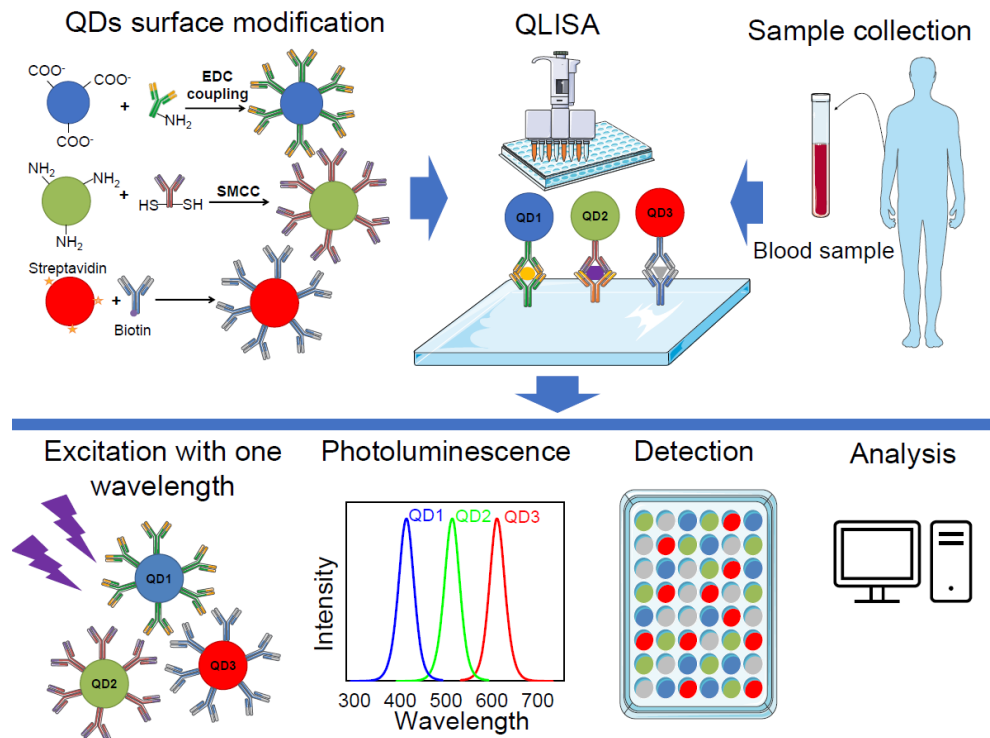 QDs surface modification
COO⁻
COO⁻
COO⁻
+
NH₂
EDC
coupling
NH₂
NH₂
NH₂
+
HS
SH
SMCC
Streptavidin
+
Biotin
QLISA
QD1
QD2
QD3
Sample collection
Blood sample
Excitation with one
wavelength
QD1
QD2
QD3
Photoluminescence
QD1
QD2
QD3
Intensity
300 400 500 600 700
Wavelength
Detection
Analysis